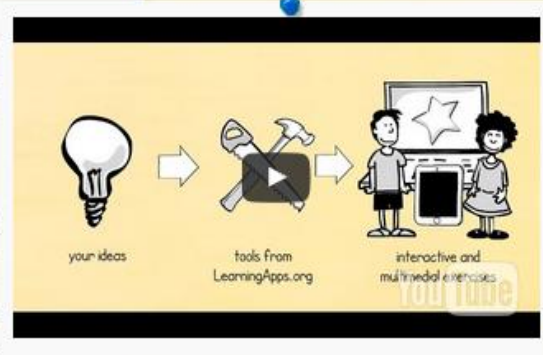 your ideas
tools from
LearningApps.org
interactive and
multimedial exercises
YouTube